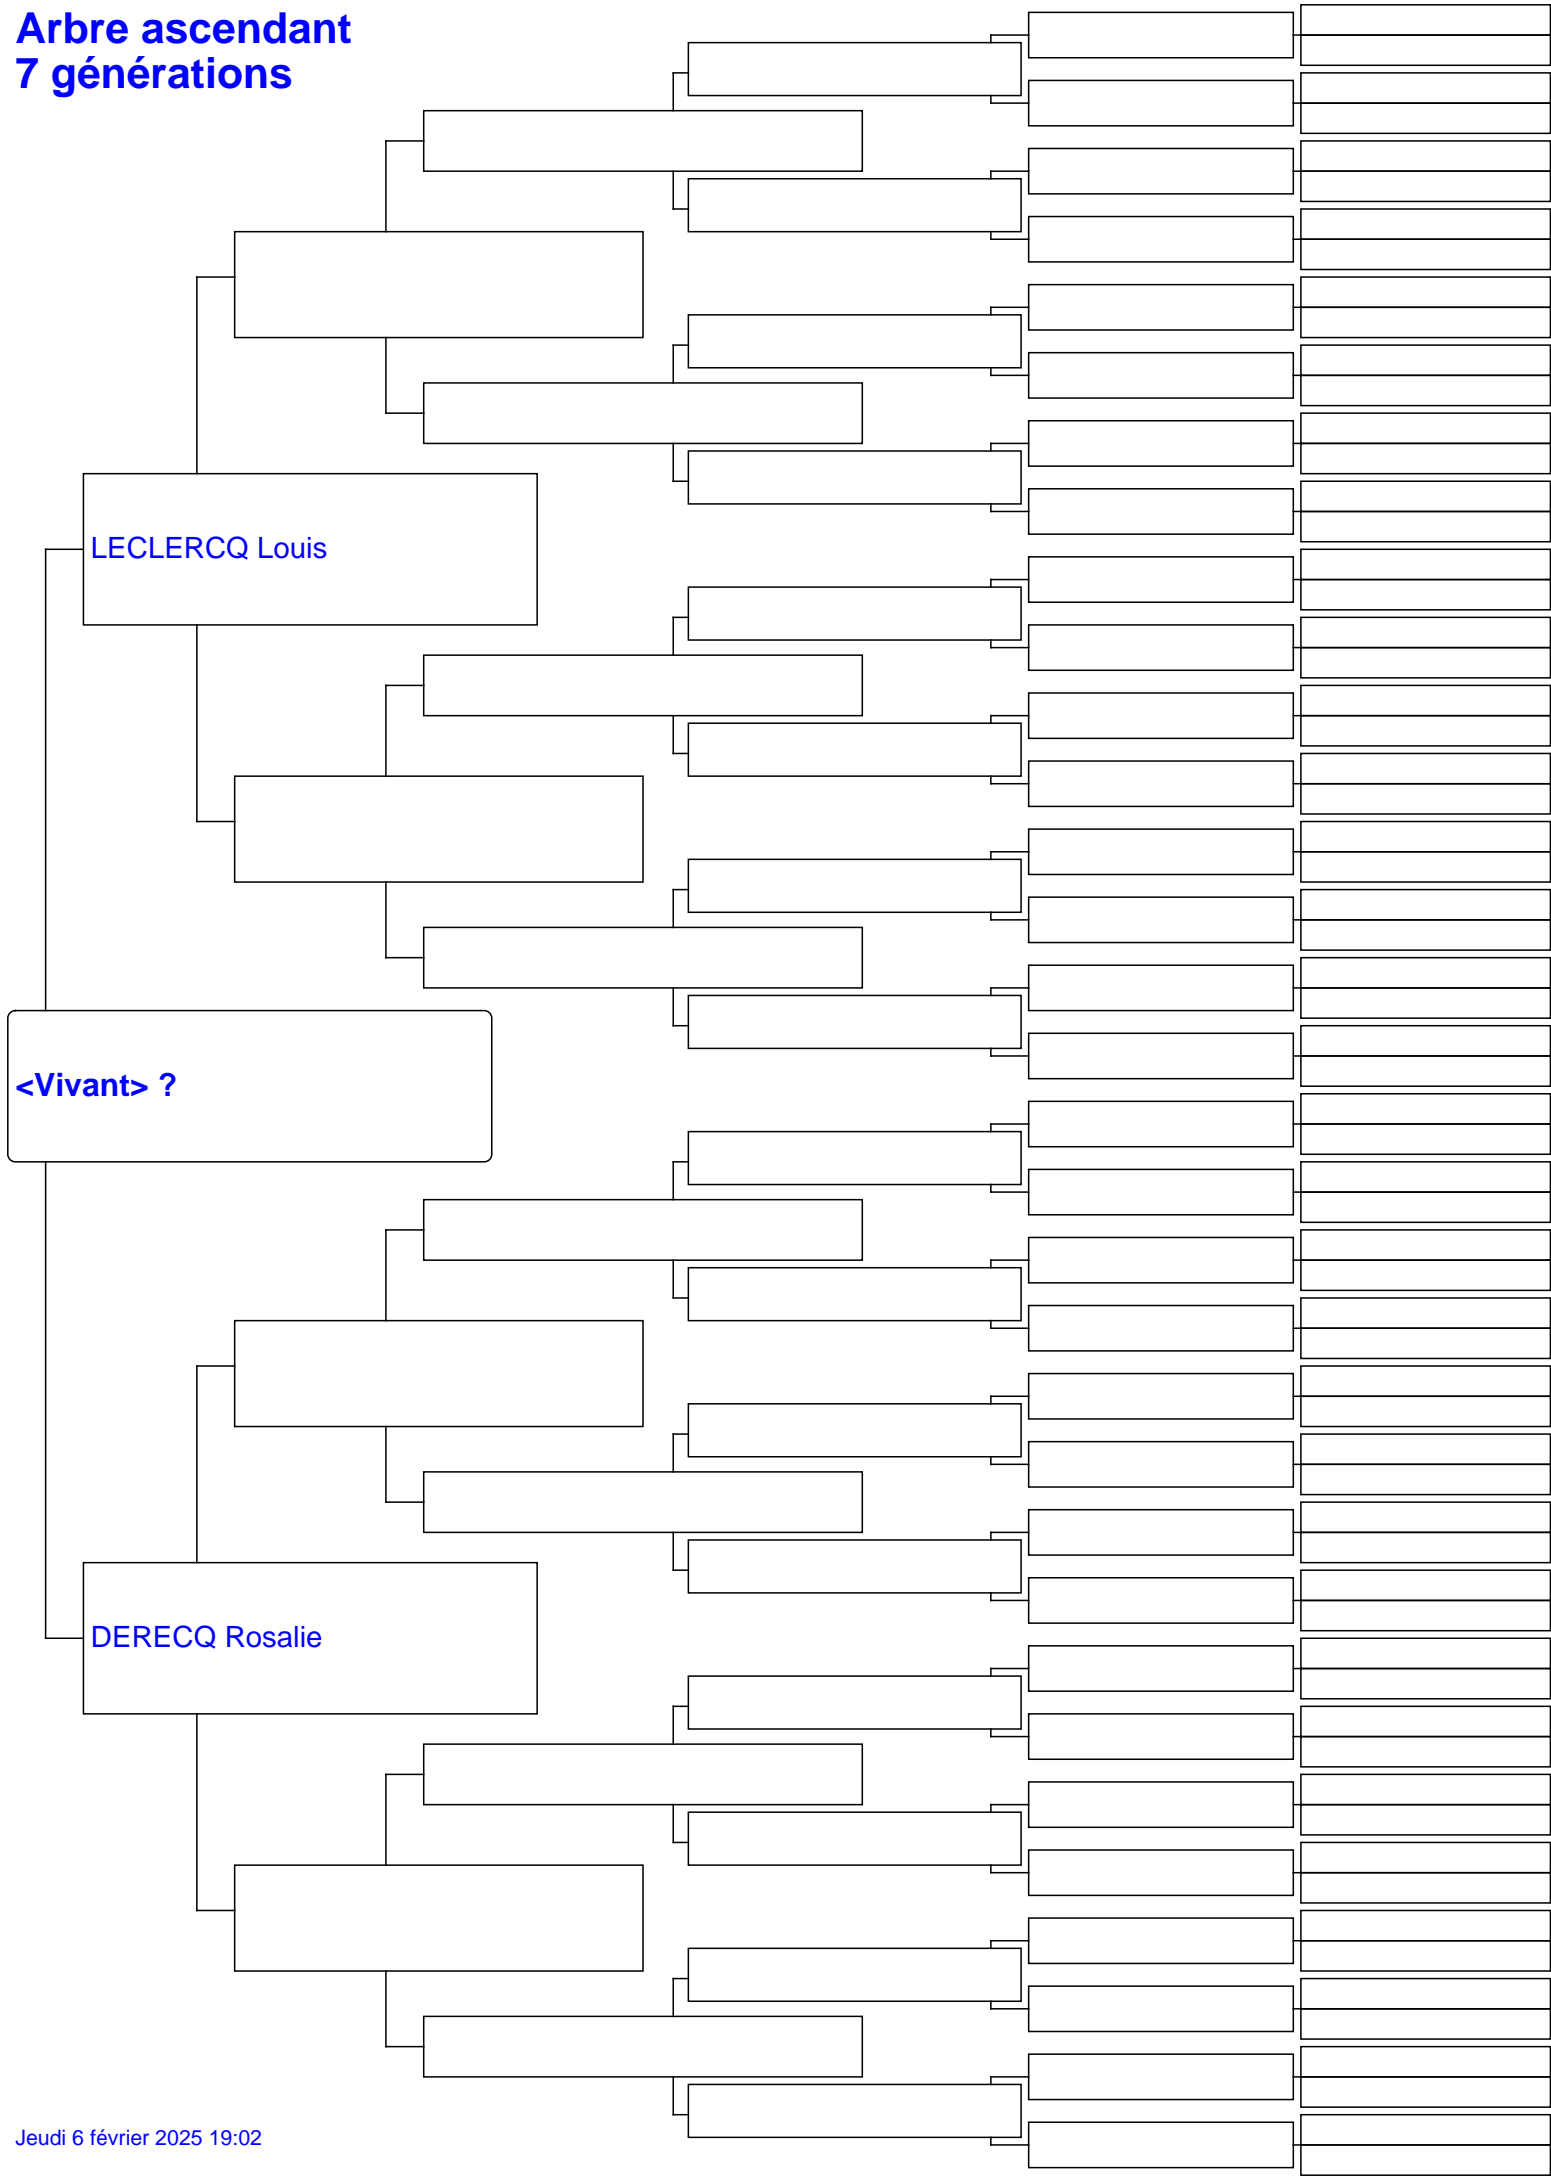 Arbre ascendant
7 générations
LECLERCQ Louis
<Vivant> ?
DERECQ Rosalie
Jeudi 6 février 2025 19:02